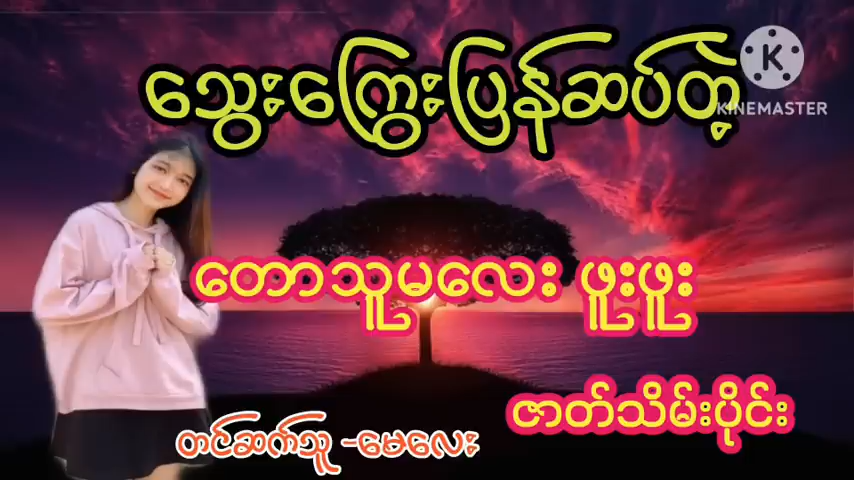 သွေးကြွေးပြန်ဆပ်တဲ့
KINEMASTER
တောသူမလေး ဖူးဖူး
ဇာတ်သိမ်းပိုင်း
တင်ဆက်သူ -မေလေး